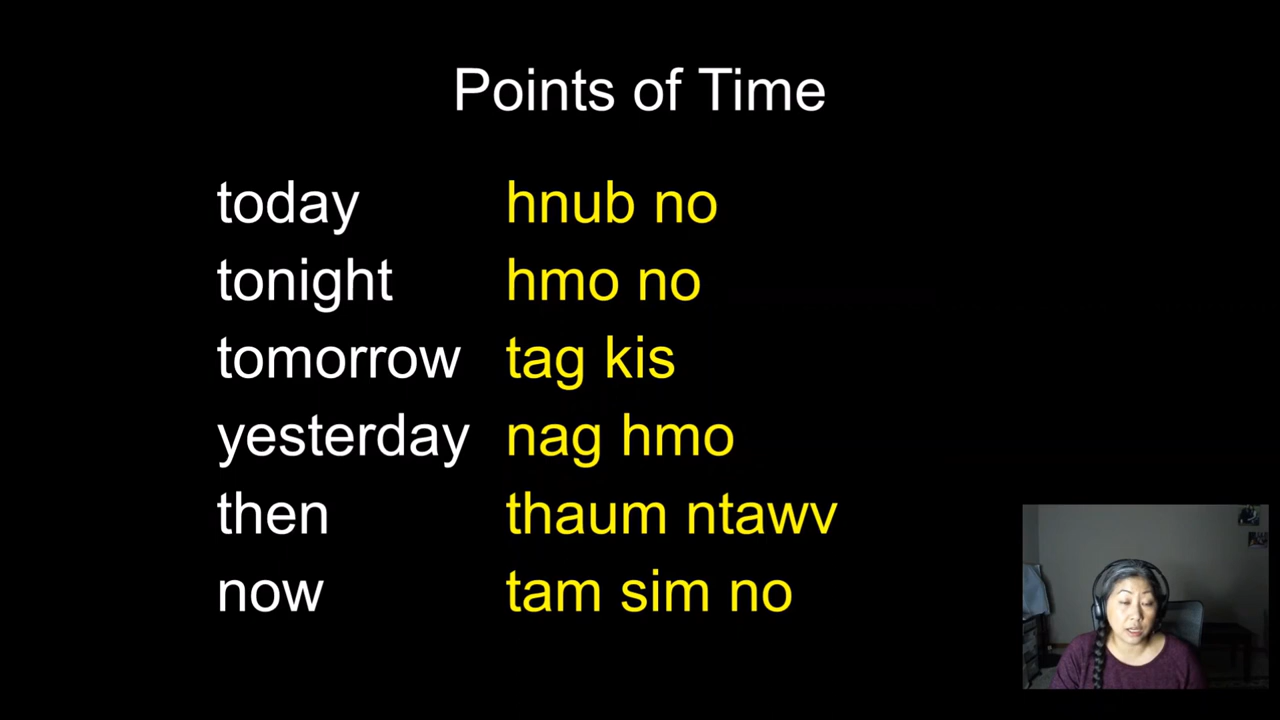 Points of Time
today hnub no
tonight hmo no
tomorrow tag kis
yesterday nag hmo
then thaum ntawv
now tam sim no